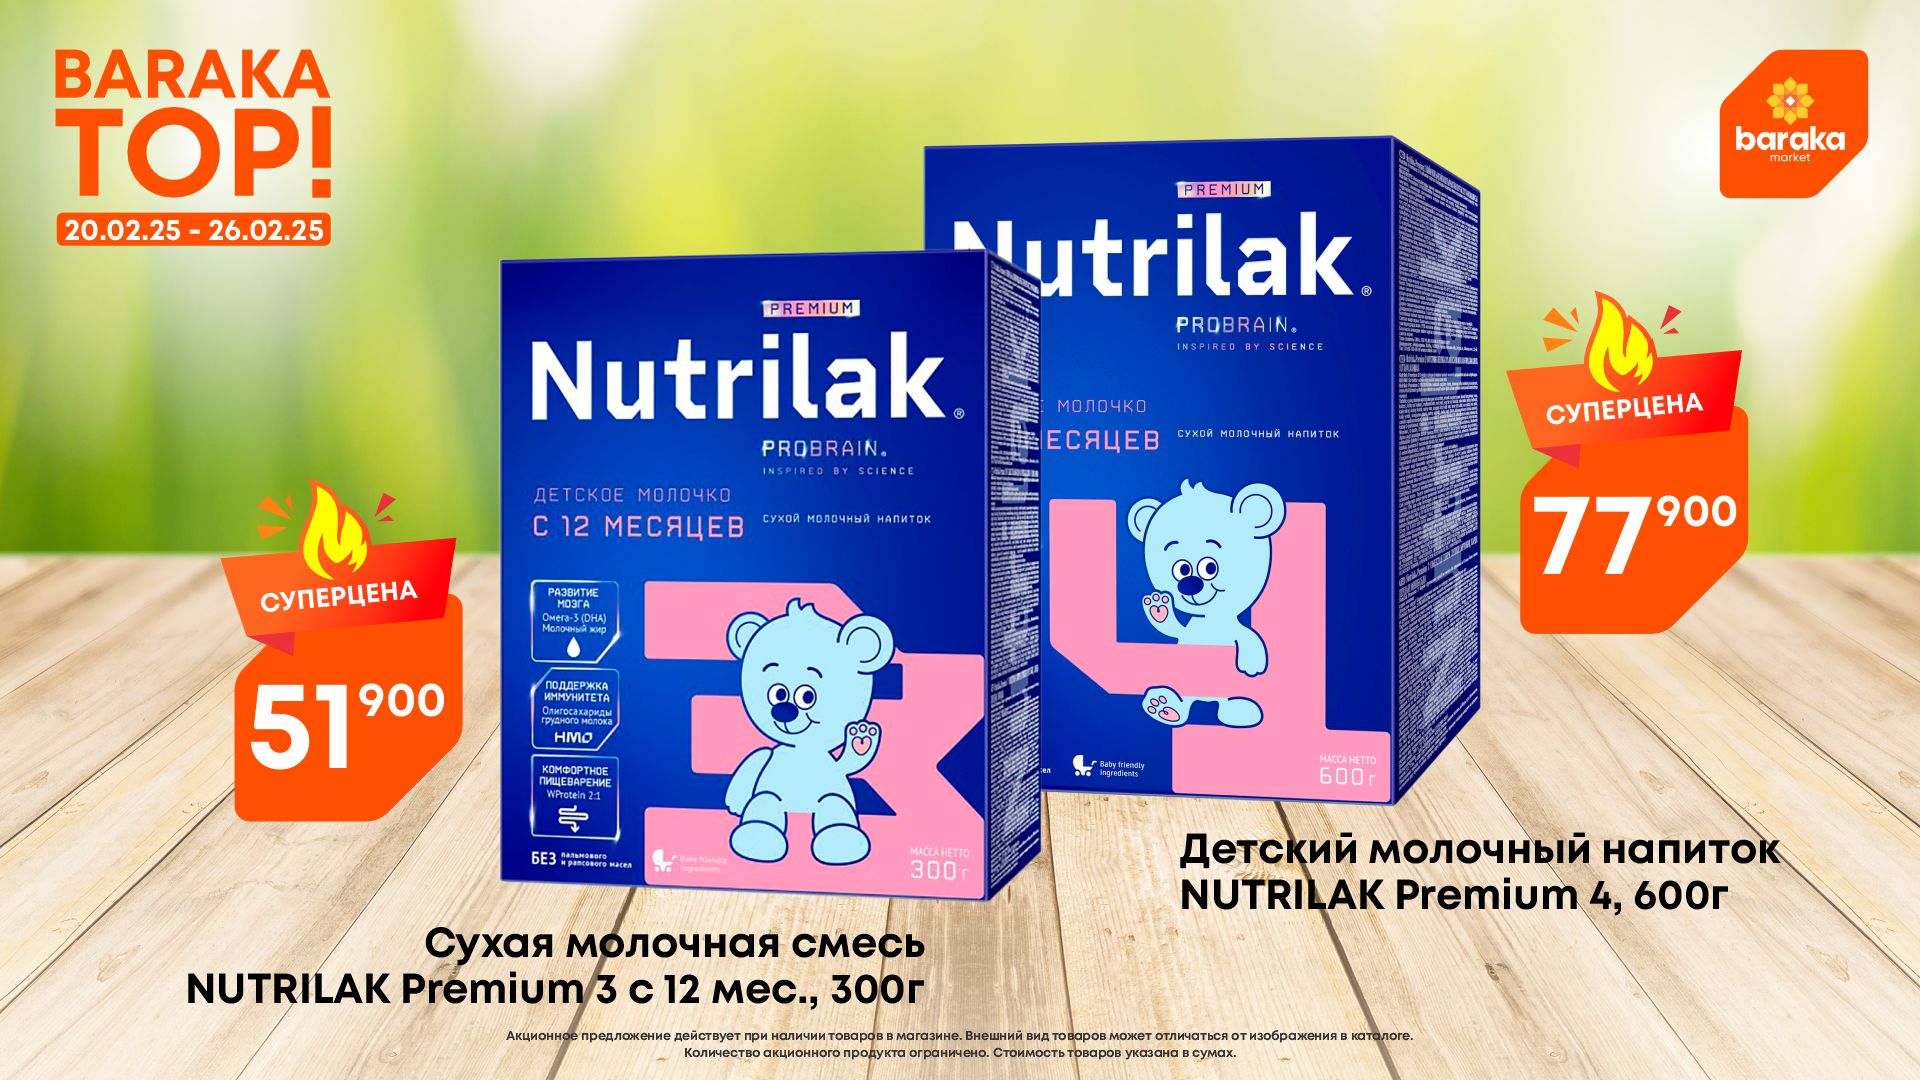 BARAKA
TOP!
20.02.25 - 26.02.25
baraka
market
PREMIUM
Nutrilak®
PROBRAIN®
INSPIRED BY SCIENCE
МОЛОЧКО
СУХОЙ МОЛОЧНЫЙ НАПИТОК
Baby friendly
ingredients
МАССА НЕТТО
600 г
СУПЕРЦЕНА
77 900
PREMIUM
Nutrilak®
PROBRAIN®
INSPIRED BY SCIENCE
ДЕТСКОЕ МОЛОЧКО
С 12 МЕСЯЦЕВ
СУХОЙ МОЛОЧНЫЙ НАПИТОК
РАЗВИТИЕ
МОЗГА
Омега-3 (DHA)
Молочный жир
ПОДДЕРЖКА
ИММУНИТЕТА
Олигосахариды
грудного молока
HMO
КОМФОРТНОЕ
ПИЩЕВАРЕНИЕ
WProtein 2:1
БЕЗ пальмового
и рапсового масел
Baby friendly
ingredients
МАССА НЕТТО
300 г
СУПЕРЦЕНА
51 900
Детский молочный напиток
NUTRILAK Premium 4, 600г
Сухая молочная смесь
NUTRILAK Premium 3 с 12 мес., 300г
Акционное предложение действует при наличии товаров в магазине. Внешний вид товаров может отличаться от изображения в каталоге.
Количество акционного продукта ограничено. Стоимость товаров указана в сумах.